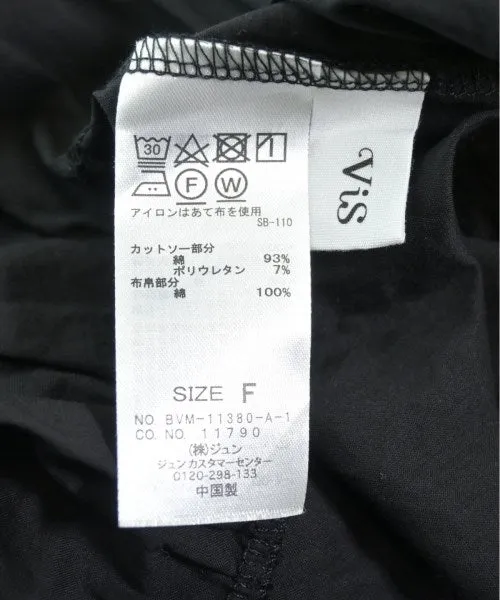 30
F W
アイロンはあて布を使用
SB-110
カットソー部分
綿 93%
ポリウレタン 7%
布帛部分
綿 100%
SIZE F
NO. BVM-11380-A-1
CO. NO. 11790
(株)ジュン
ジュン カスタマーセンター
0120-298-133
中国製
ViS